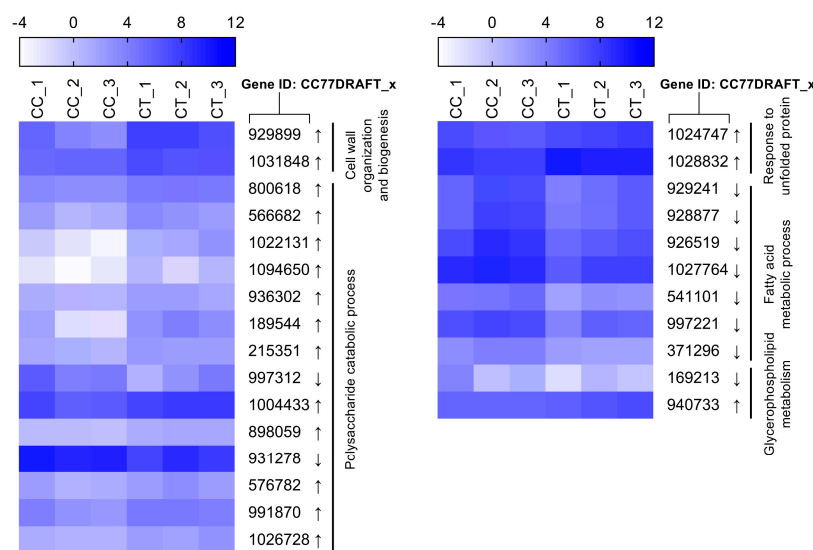 -4 0 4 8 12
CC_1 CC_2 CC_3 CT_1 CT_2 CT_3
Gene ID: CC77DRAFT_x
929899 ↑
1031848 ↑
800618 ↑
566682 ↑
1022131 ↑
1094650 ↑
936302 ↑
189544 ↑
215351 ↑
997312 ↓
1004433 ↑
898059 ↑
931278 ↓
576782 ↑
991870 ↑
1026728 ↑
Cell wall
organization
and biogenesis
Polysaccharide catabolic process
-4 0 4 8 12
CC_1 CC_2 CC_3 CT_1 CT_2 CT_3
Gene ID: CC77DRAFT_x
1024747 ↑
1028832 ↑
929241 ↓
928877 ↓
926519 ↓
1027764 ↓
541101 ↓
997221 ↓
371296 ↓
169213 ↓
940733 ↑
Response to
unfolded protein
Fatty acid
metabolic process
Glycerophospholipid
metabolism